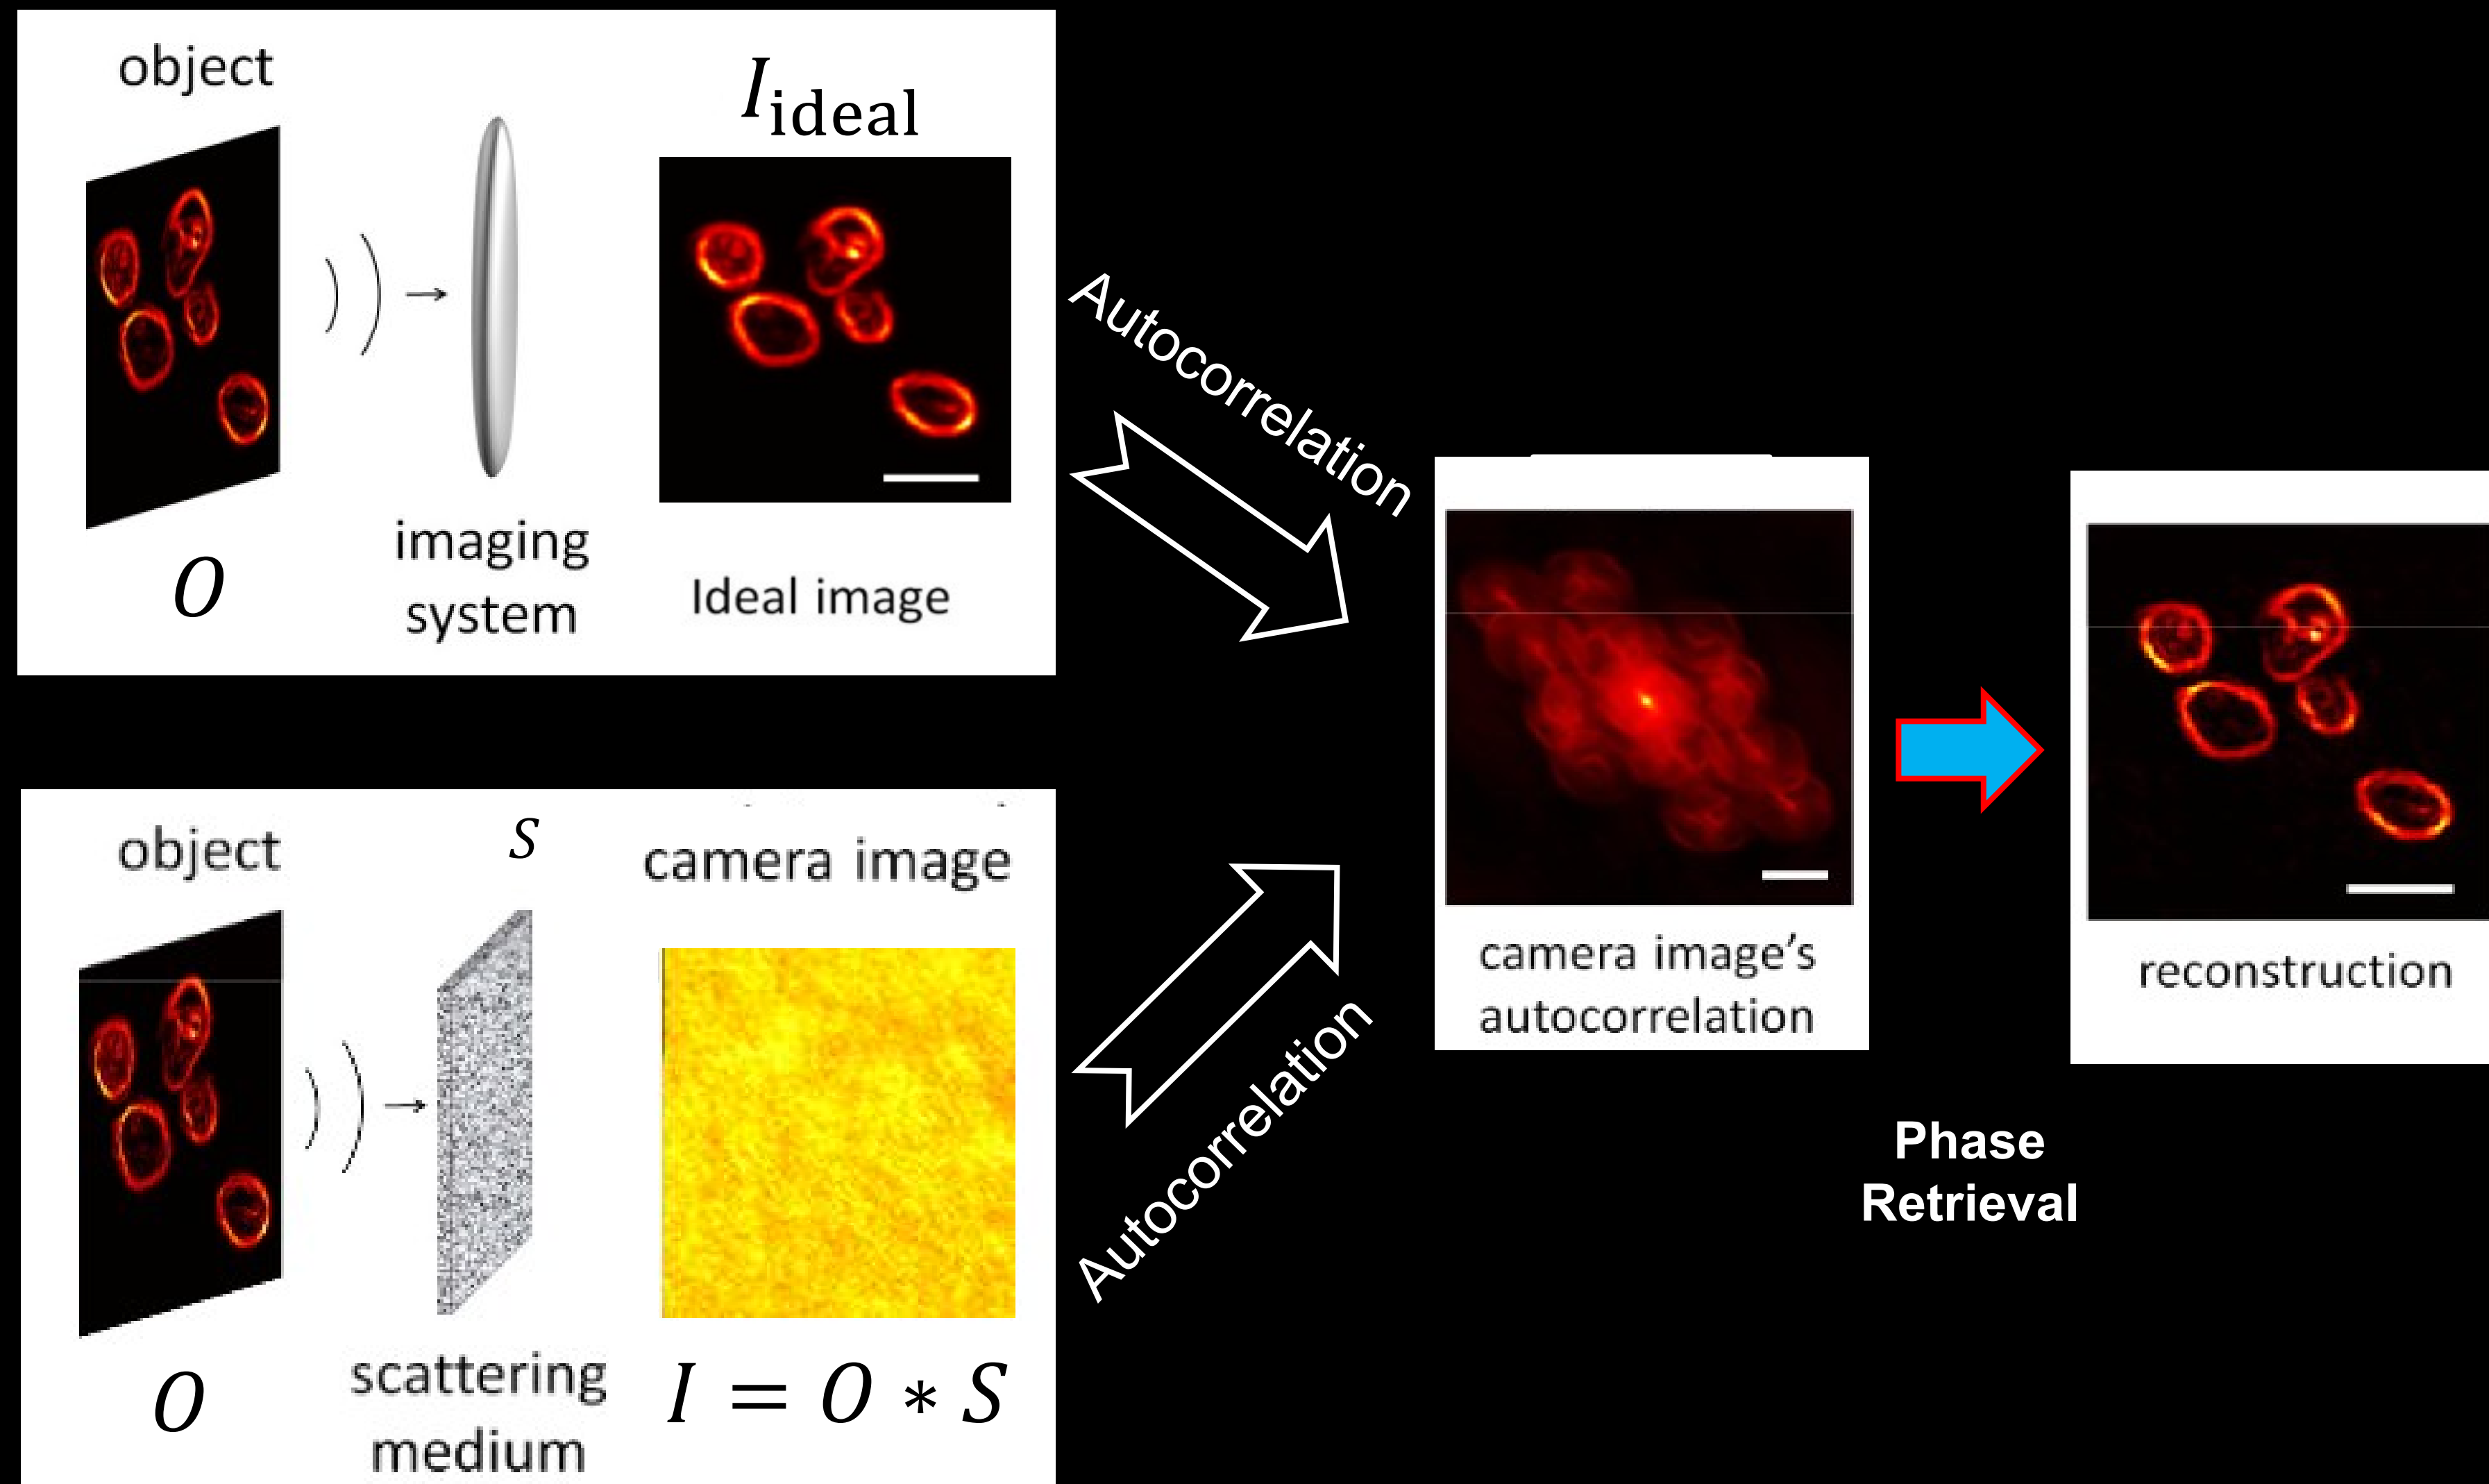 object
I_ideal
O
imaging
system
Ideal image
Autocorrelation
object
S
camera image
O
scattering
medium
I = O * S
Autocorrelation
camera image's
autocorrelation
Phase
Retrieval
reconstruction